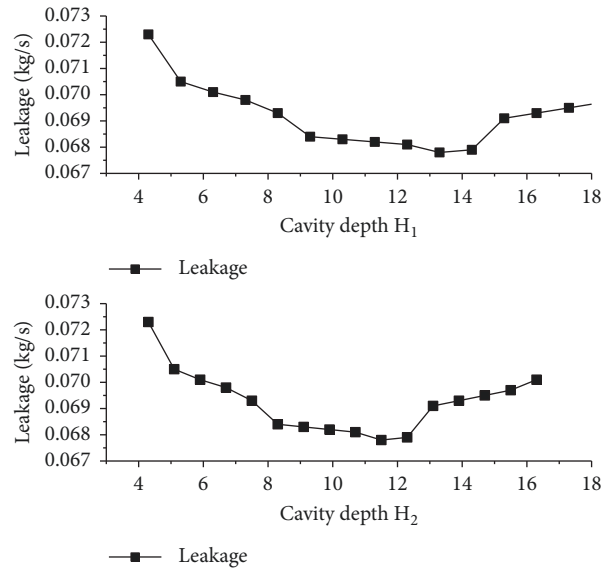 0.073
0.072
0.071
0.070
0.069
0.068
0.067
Leakage (kg/s)
4 6 8 10 12 14 16 18
Cavity depth H₁
Leakage
0.073
0.072
0.071
0.070
0.069
0.068
0.067
Leakage (kg/s)
4 6 8 10 12 14 16 18
Cavity depth H₂
Leakage